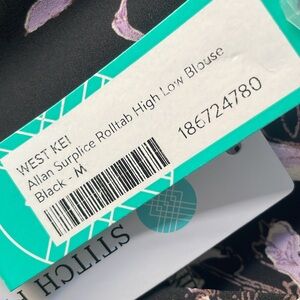 WEST KEI
Allan Surplice Rolltab High Low Blouse
Black - M
186724780
STITCH